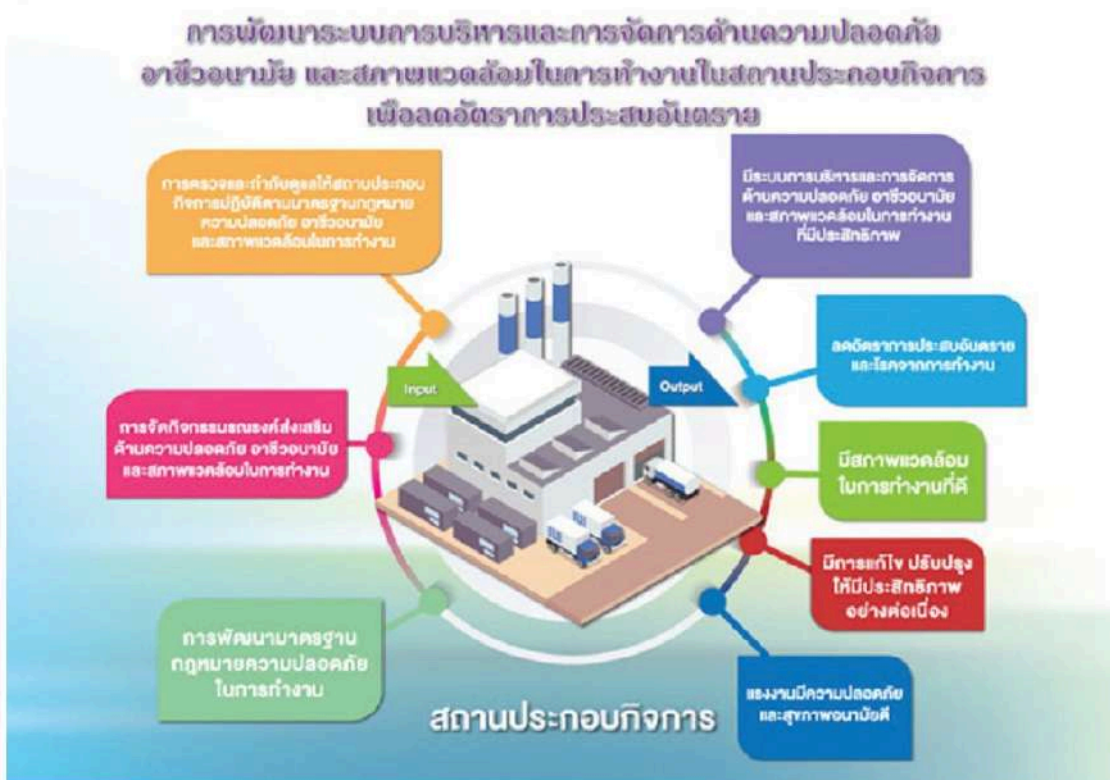 การพัฒนาระบบการบริหารและการจัดการด้านความปลอดภัย
อาชีวอนามัย และสภาพแวดล้อมในการทำงานในสถานประกอบกิจการ
เพื่อลดอัตราการประสบอันตราย
การตรวจและกำกับดูแลให้สถานประกอบ
กิจการปฏิบัติตามมาตรฐานกฎหมาย
ความปลอดภัย อาชีวอนามัย
และสภาพแวดล้อมในการทำงาน
Input
การจัดกิจกรรมรณรงค์ส่งเสริม
ด้านความปลอดภัย อาชีวอนามัย
และสภาพแวดล้อมในการทำงาน
การพัฒนามาตรฐาน
กฎหมายความปลอดภัย
ในการทำงาน
มีระบบการบริหารและการจัดการ
ด้านความปลอดภัย อาชีวอนามัย
และสภาพแวดล้อมในการทำงาน
ที่มีประสิทธิภาพ
Output
ลดอัตราการประสบอันตราย
และโรคจากการทำงาน
มีสภาพแวดล้อม
ในการทำงานที่ดี
มีการแก้ไข ปรับปรุง
ให้มีประสิทธิภาพ
อย่างต่อเนื่อง
แรงงานมีความปลอดภัย
และสุขภาพอนามัยดี
สถานประกอบกิจการ